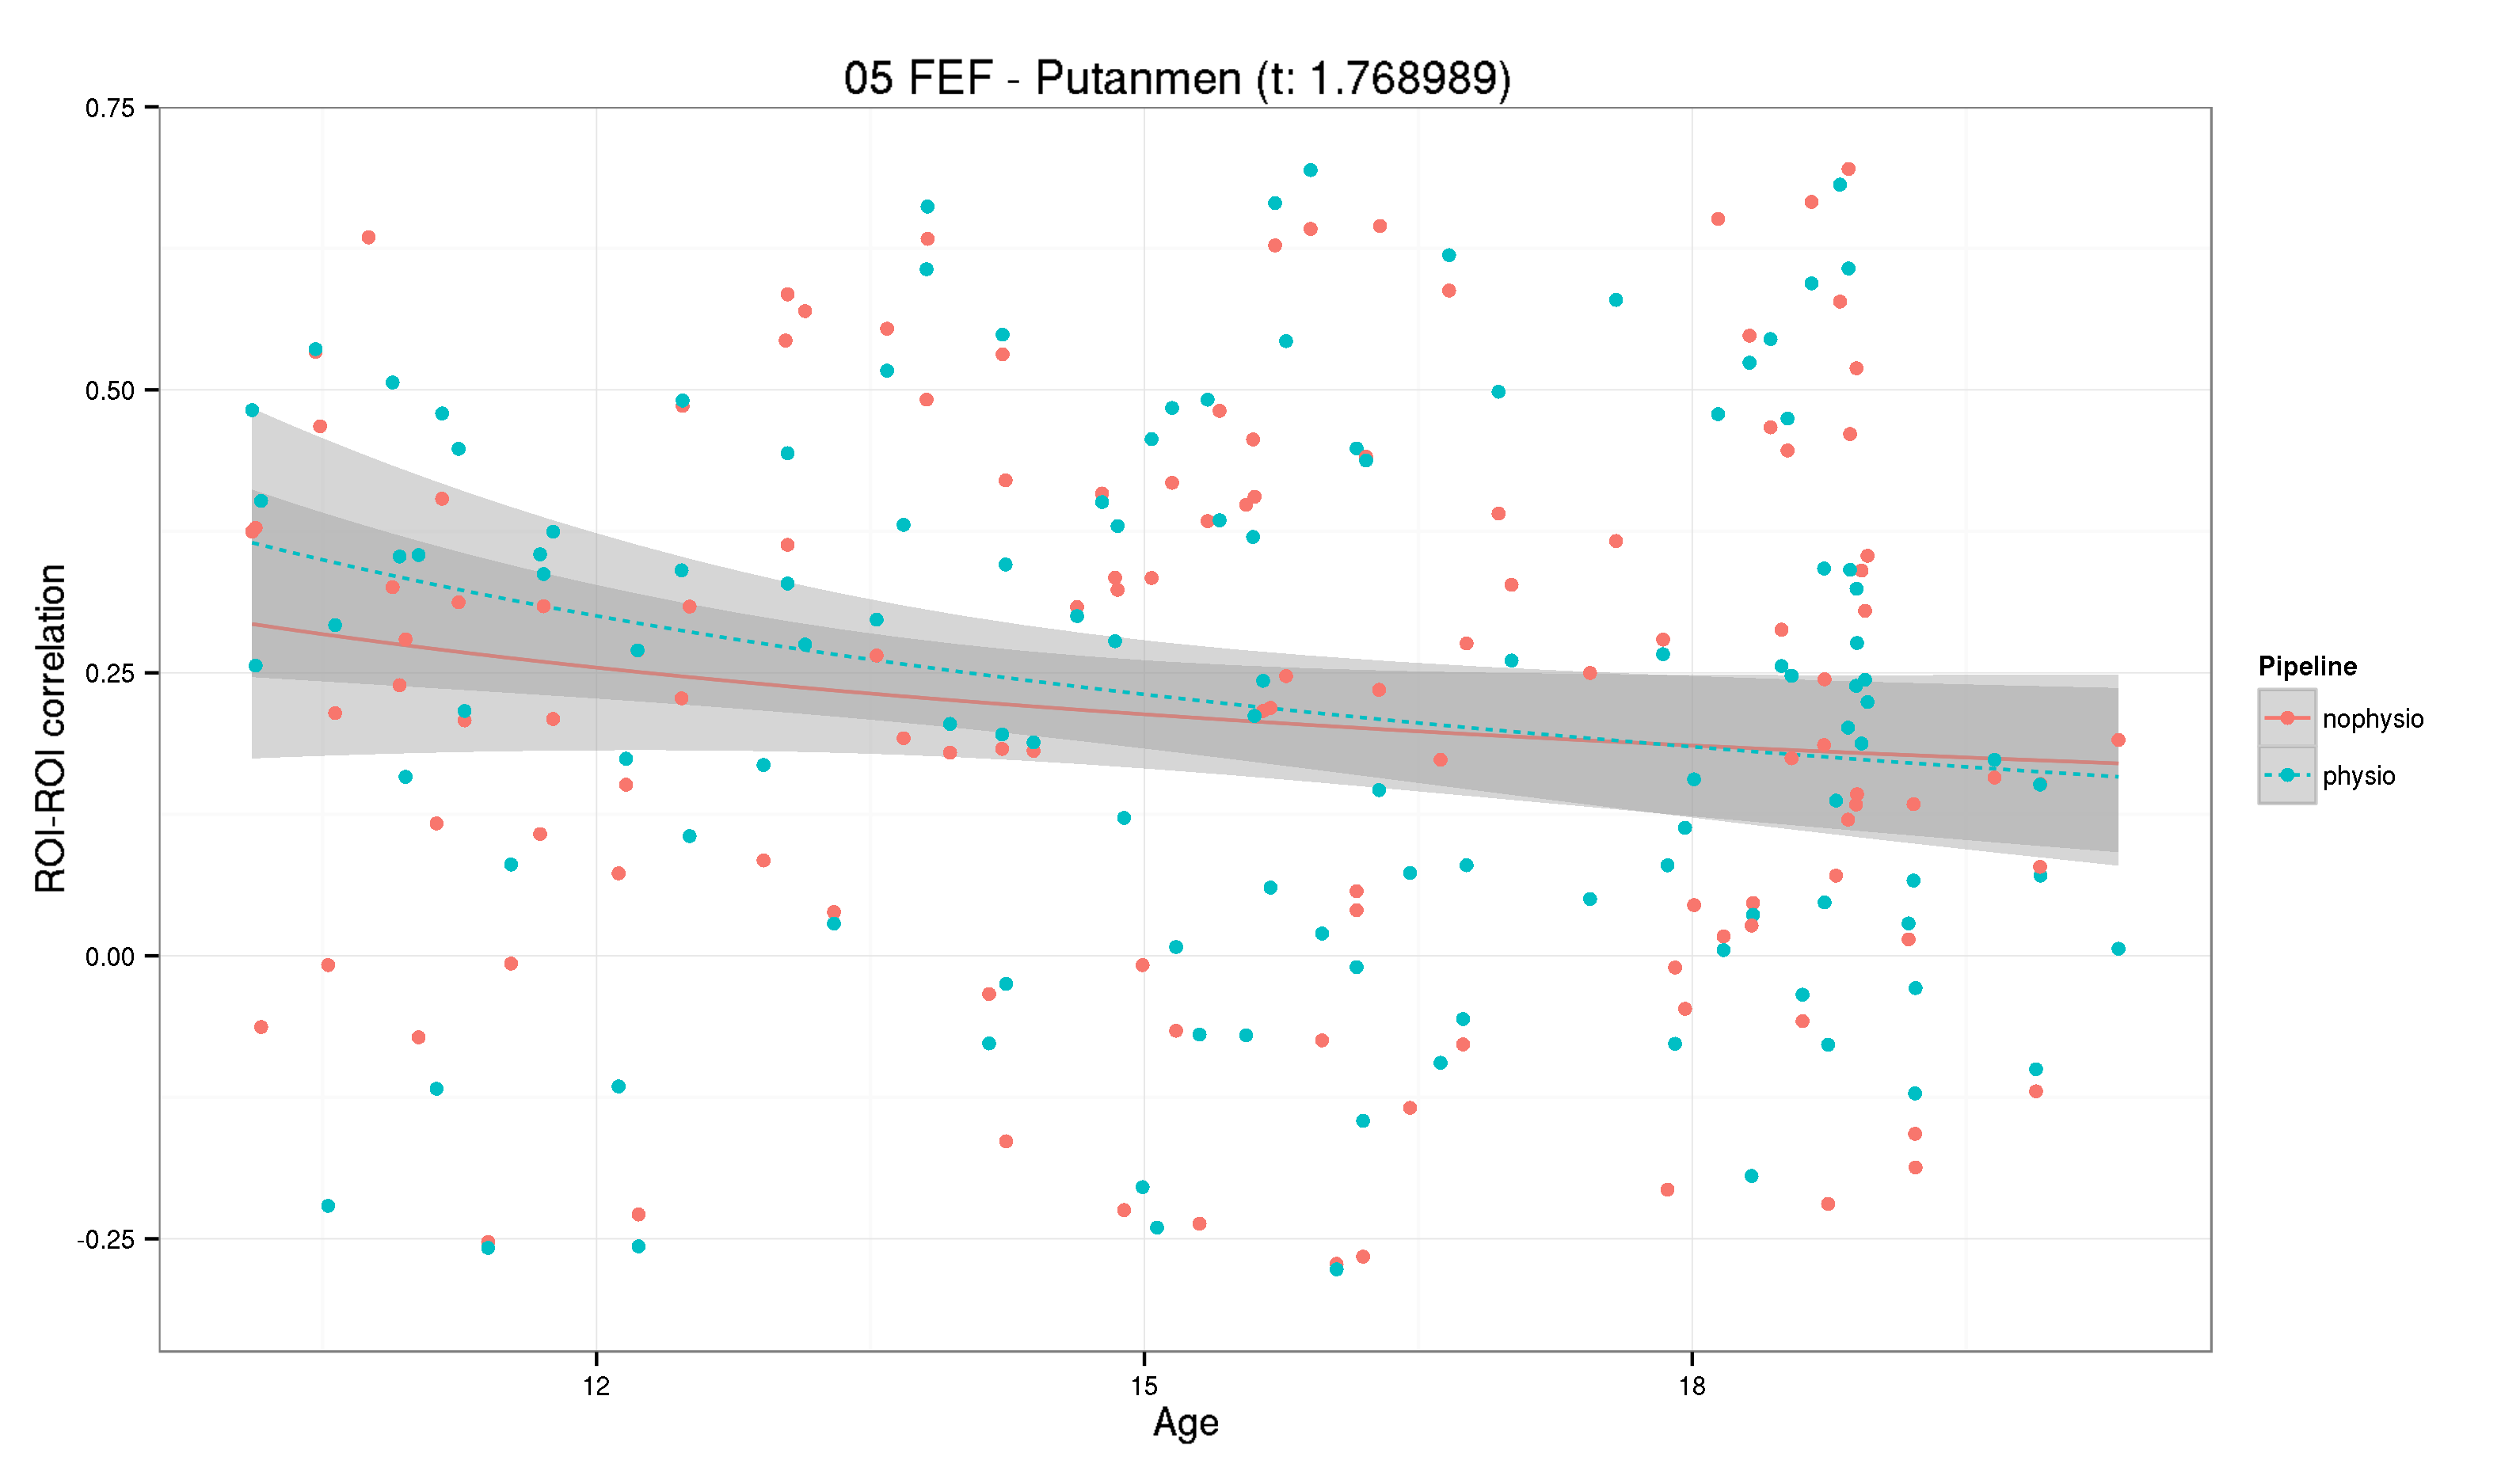 05 FEF - Putanmen (t: 1.768989)
0.75
0.50
0.25
0.00
-0.25
ROI-ROI correlation
12
15
18
Age
Pipeline
nophysio
physio